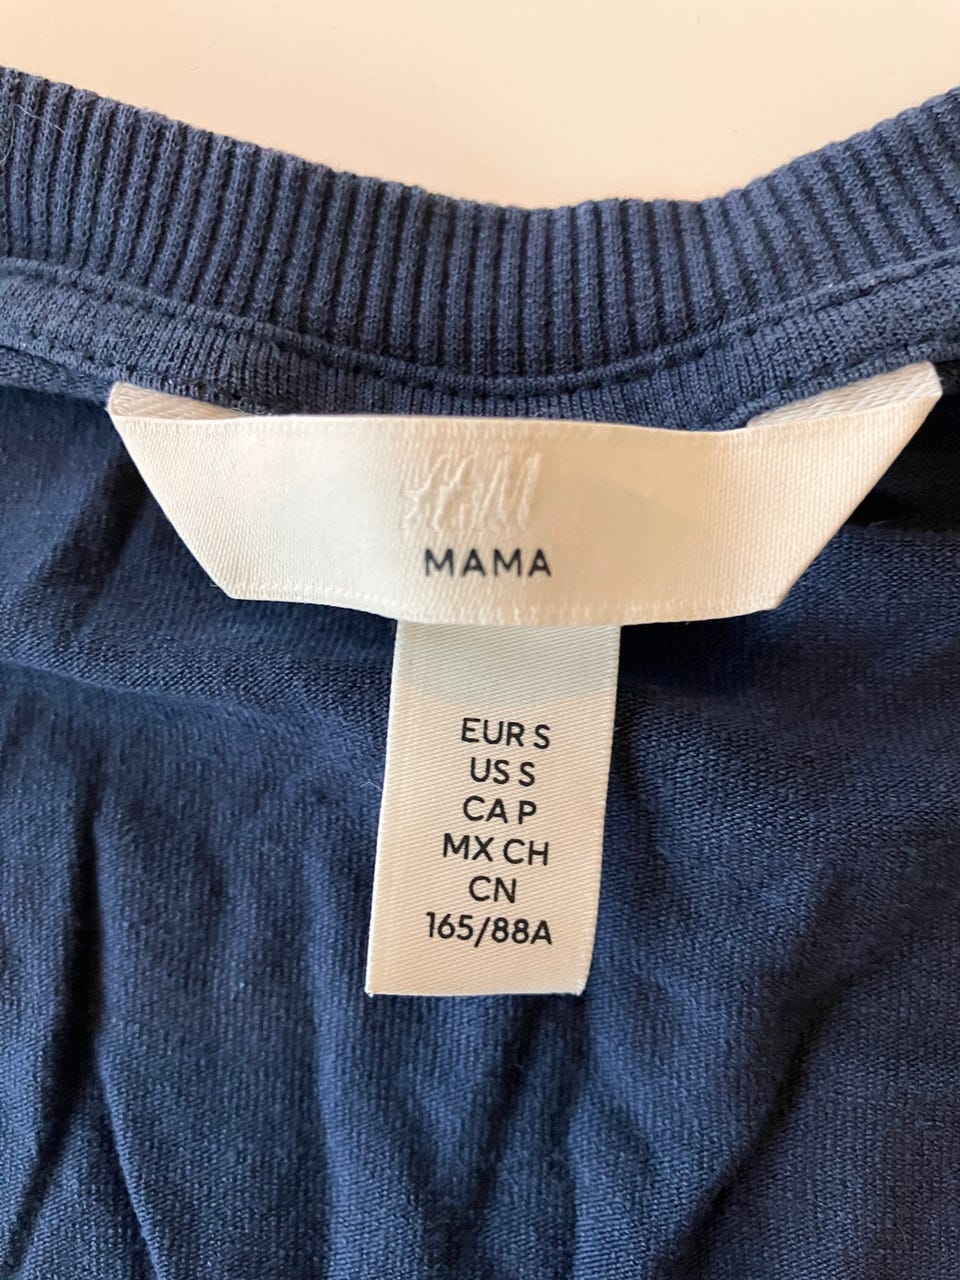 H&M
MAMA
EUR S
US S
CA P
MX CH
CN
165/88A